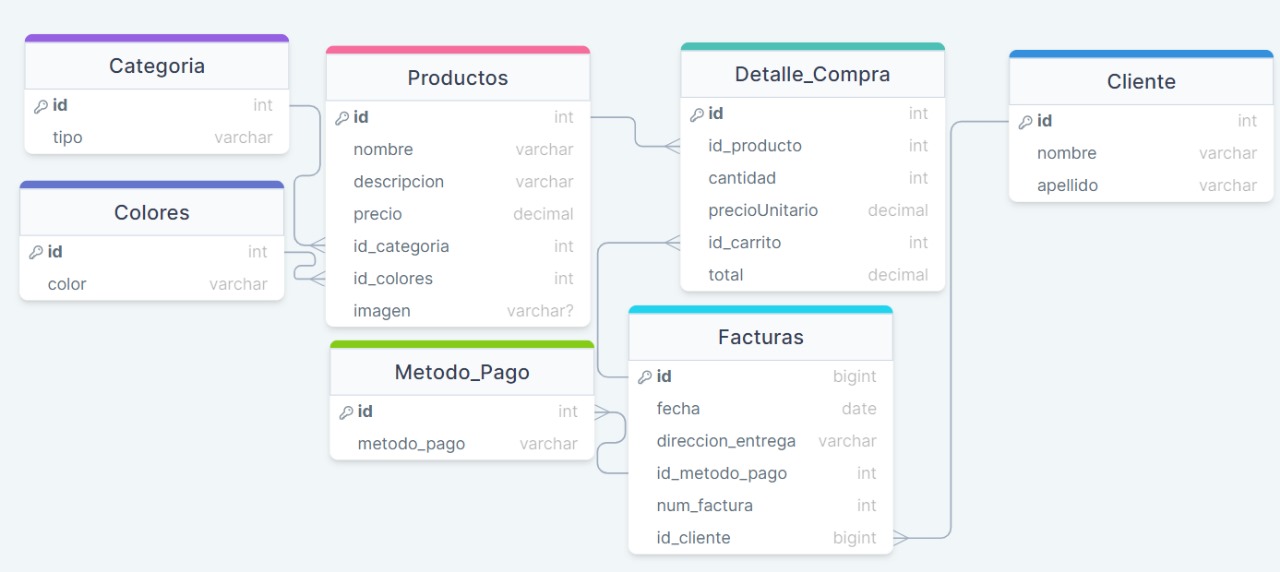 Categoria
id int
tipo varchar
Colores
id int
color varchar
Productos
id int
nombre varchar
descripcion varchar
precio decimal
id_categoria int
id_colores int
imagen varchar?
Metodo_Pago
id int
metodo_pago varchar
Detalle_Compra
id int
id_producto int
cantidad int
precioUnitario decimal
id_carrito int
total decimal
Facturas
id bigint
fecha date
direccion_entrega varchar
id_metodo_pago int
num_factura int
id_cliente bigint
Cliente
id int
nombre varchar
apellido varchar